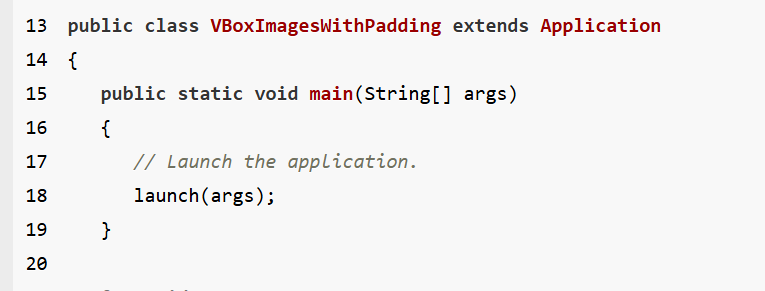 13 public class VBoxImagesWithPadding extends Application
14 {
15    public static void main(String[] args)
16    {
17       // Launch the application.
18       launch(args);
19    }
20